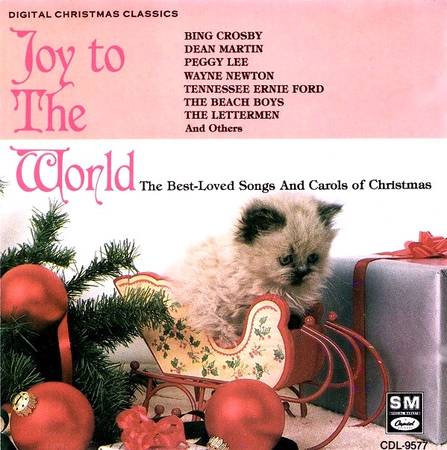 DIGITAL CHRISTMAS CLASSICS
Joy to
The
World
BING CROSBY
DEAN MARTIN
PEGGY LEE
WAYNE NEWTON
TENNESSEE ERNIE FORD
THE BEACH BOYS
THE LETTERMEN
And Others
The Best-Loved Songs And Carols of Christmas
SM
Capitol
CDL-9577